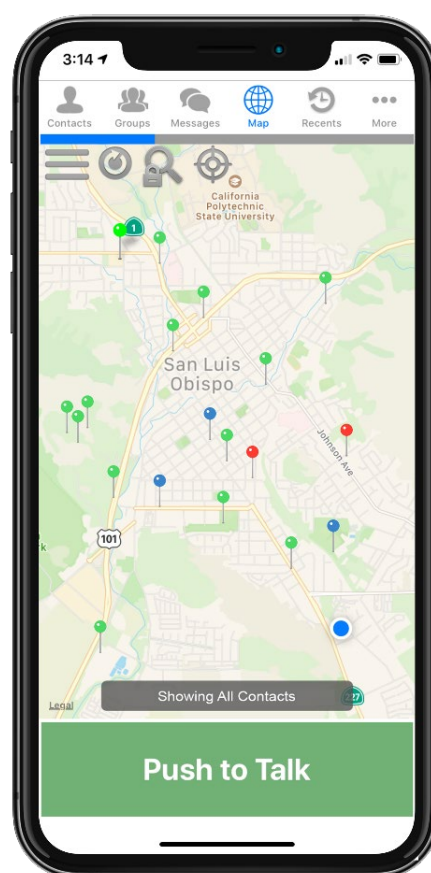 3:14
Contacts
Groups
Messages
Map
Recents
More
California
Polytechnic
State University
1
San Luis
Obispo
Johnson Ave
101
k
Showing All Contacts
227
Legal
Push to Talk